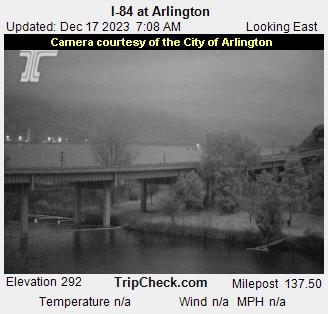 I-84 at Arlington
Updated: Dec 17 2023 7:08 AM Looking East
Camera courtesy of the City of Arlington
Elevation 292 TripCheck.com Milepost 137.50
Temperature n/a Wind n/a MPH n/a